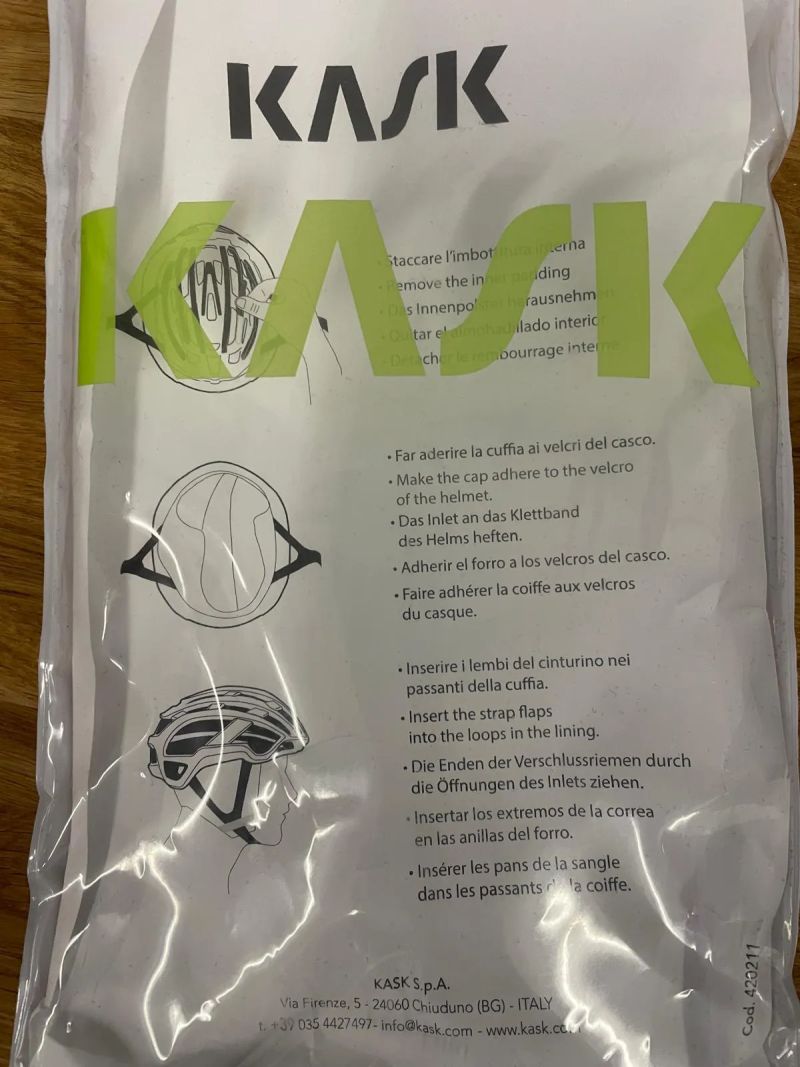 KASK
KASK
• Staccare l'imbottitura interna
• Remove the inner padding
• Das Innenpolster herausnehmen
• Quitar el almohadillado interior
• Détacher le rembourrage interne
• Far aderire la cuffia ai velcri del casco.
• Make the cap adhere to the velcro
of the helmet.
• Das Inlet an das Klettband
des Helms heften.
• Adherir el forro a los velcros del casco.
• Faire adhérer la coiffe aux velcros
du casque.
• Inserire i lembi del cinturino nei
passanti della cuffia.
• Insert the strap flaps
into the loops in the lining.
• Die Enden der Verschlussriemen durch
die Öffnungen des Inlets ziehen.
• Insertar los extremos de la correa
en las anillas del forro.
• Insérer les pans de la sangle
dans les passants de la coiffe.
KASK S.p.A.
Via Firenze, 5 - 24060 Chiuduno (BG) - ITALY
t. +39 035 4427497- info@kask.com - www.kask.com
Cod. 420211